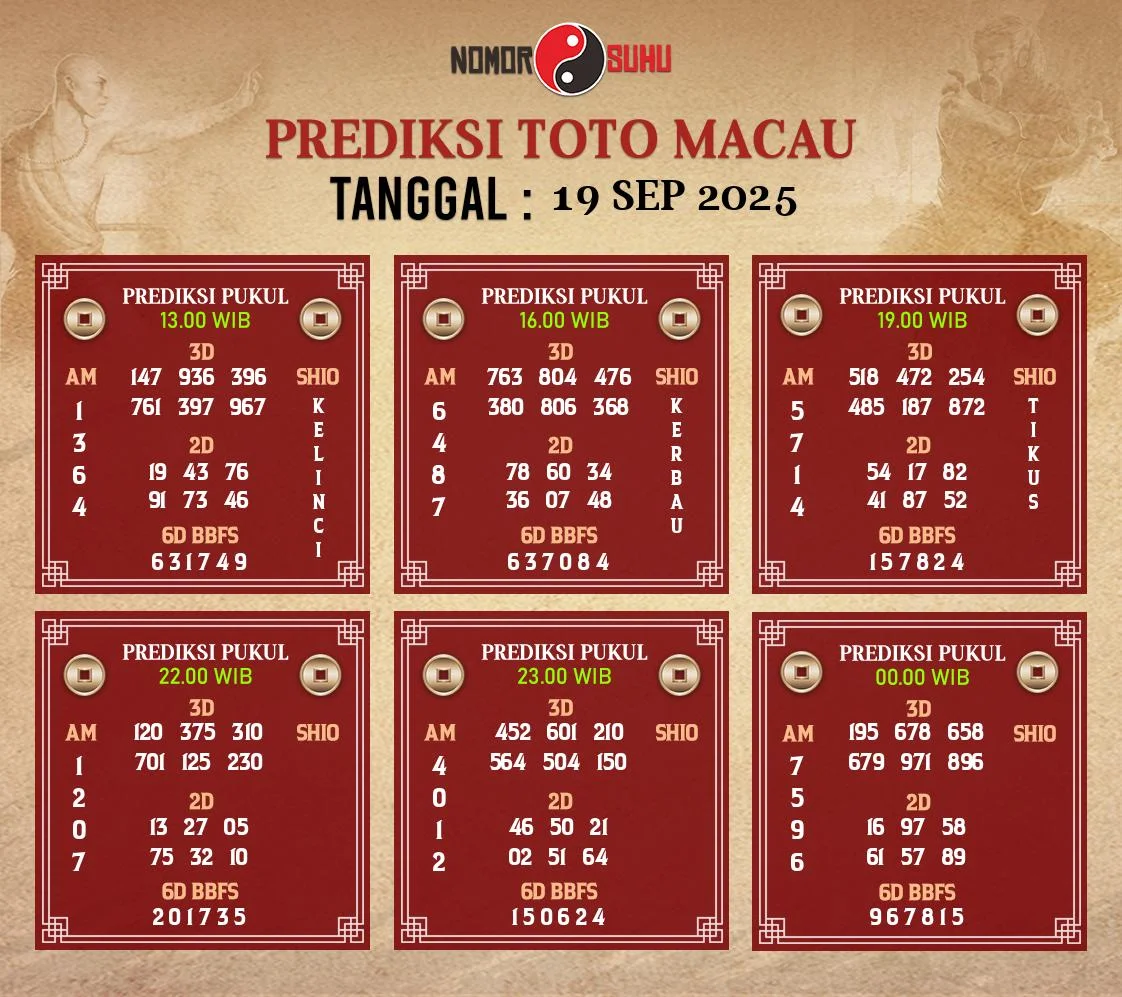 NOMOR SUHU
PREDIKSI TOTO MACAU
TANGGAL : 19 SEP 2025
PREDIKSI PUKUL
13.00 WIB
3D
AM 147 936 396 SHIO
761 397 967
1
3
6
4
2D
19 43 76
91 73 46
6D BBFS
631749
K
E
L
I
N
C
I
PREDIKSI PUKUL
16.00 WIB
3D
AM 763 804 476 SHIO
380 806 368
6
4
8
7
2D
78 60 34
36 07 48
6D BBFS
637084
K
E
R
B
A
U
PREDIKSI PUKUL
19.00 WIB
3D
AM 518 472 254 SHIO
485 187 872
5
7
1
4
2D
54 17 82
41 87 52
6D BBFS
157824
T
I
K
U
S
PREDIKSI PUKUL
22.00 WIB
3D
AM 120 375 310 SHIO
701 125 230
1
2
0
7
2D
13 27 05
75 32 10
6D BBFS
201735
PREDIKSI PUKUL
23.00 WIB
3D
AM 452 601 210 SHIO
564 504 150
4
0
1
2
2D
46 50 21
02 51 64
6D BBFS
150624
PREDIKSI PUKUL
00.00 WIB
3D
AM 195 678 658 SHIO
679 971 896
7
5
9
6
2D
16 97 58
61 57 89
6D BBFS
967815